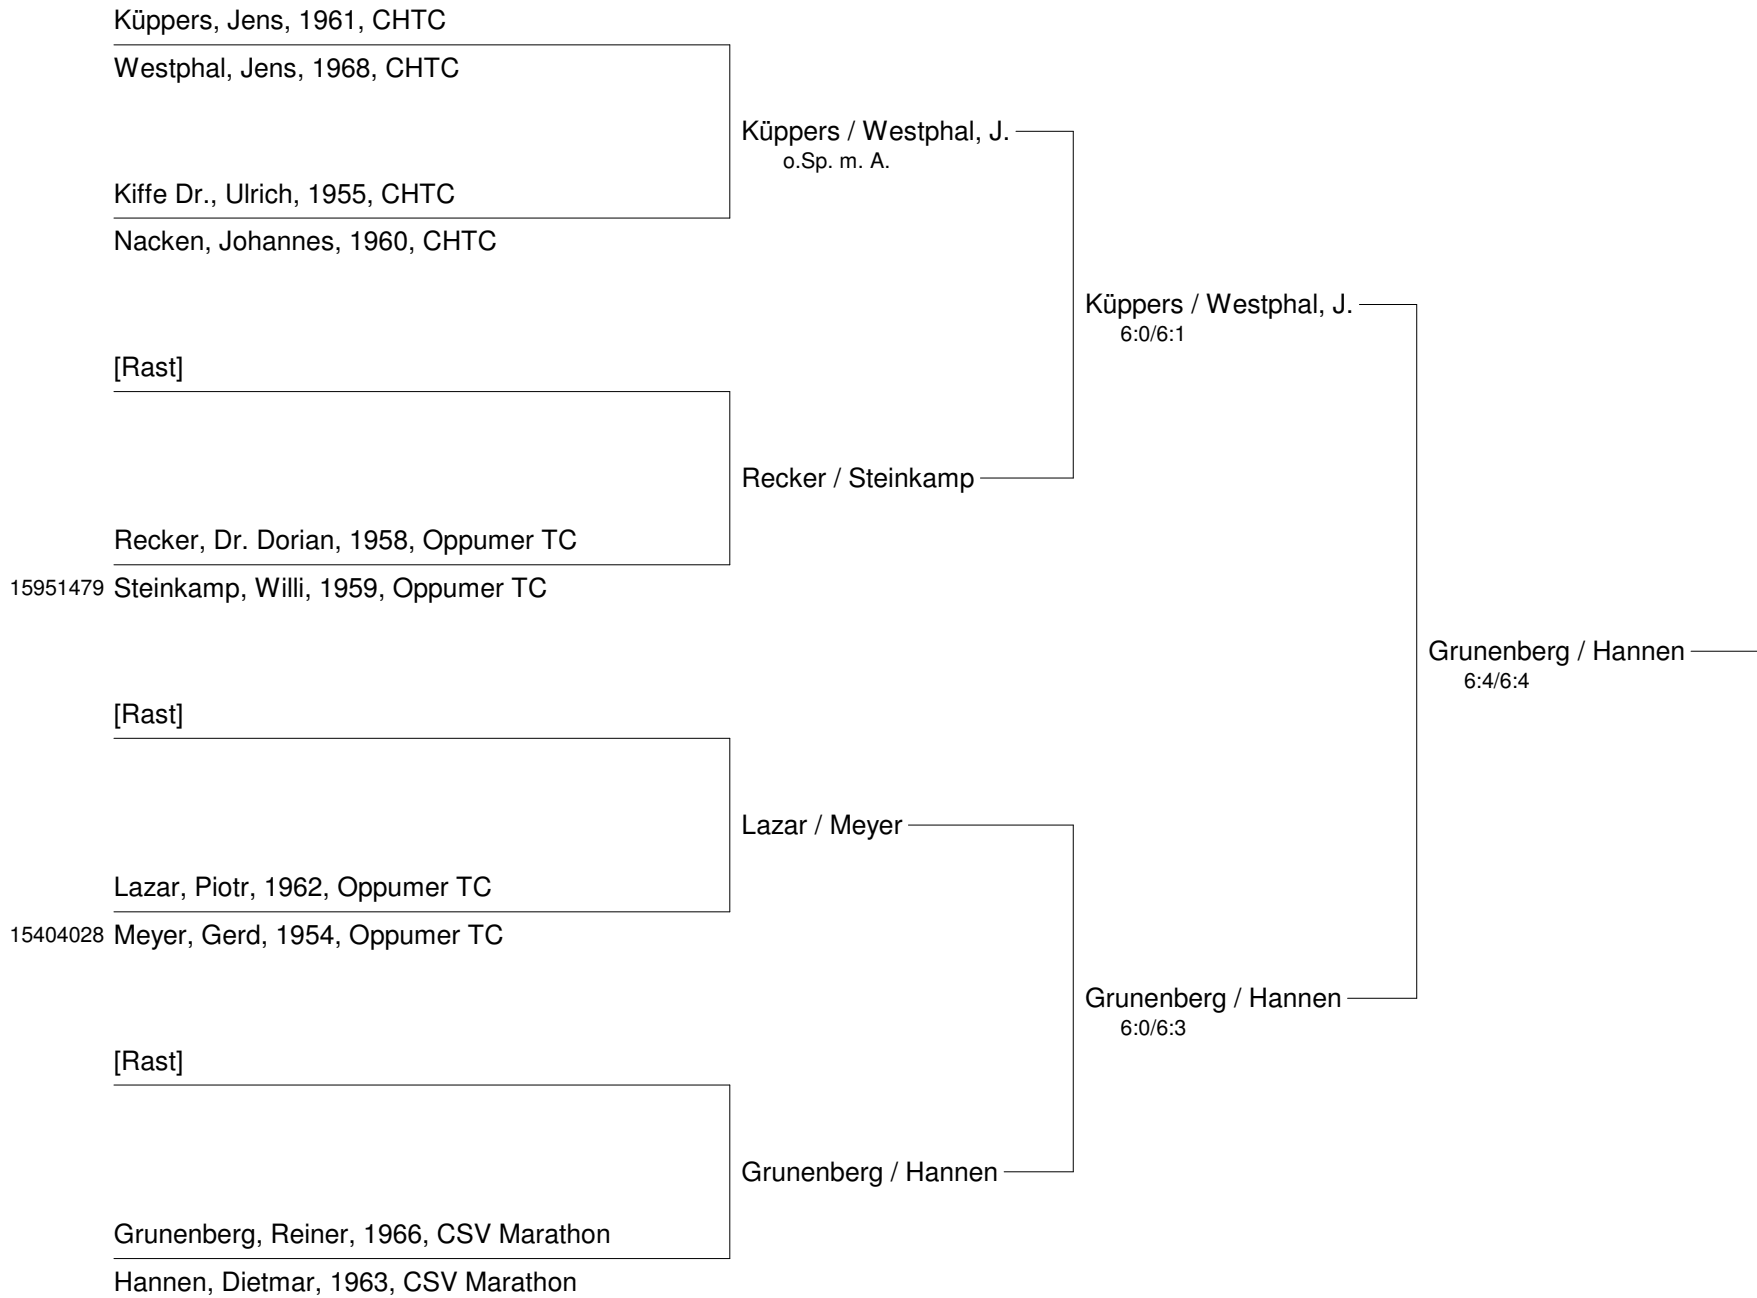 Küppers, Jens, 1961, CHTC
Westphal, Jens, 1968, CHTC
Küppers / Westphal, J.
o.Sp. m. A.
Kiffe Dr., Ulrich, 1955, CHTC
Nacken, Johannes, 1960, CHTC
Küppers / Westphal, J.
6:0/6:1
[Rast]
Recker / Steinkamp
Recker, Dr. Dorian, 1958, Oppumer TC
15951479 Steinkamp, Willi, 1959, Oppumer TC
Grunenberg / Hannen
6:4/6:4
[Rast]
Lazar / Meyer
Lazar, Piotr, 1962, Oppumer TC
15404028 Meyer, Gerd, 1954, Oppumer TC
Grunenberg / Hannen
6:0/6:3
[Rast]
Grunenberg / Hannen
Grunenberg, Reiner, 1966, CSV Marathon
Hannen, Dietmar, 1963, CSV Marathon